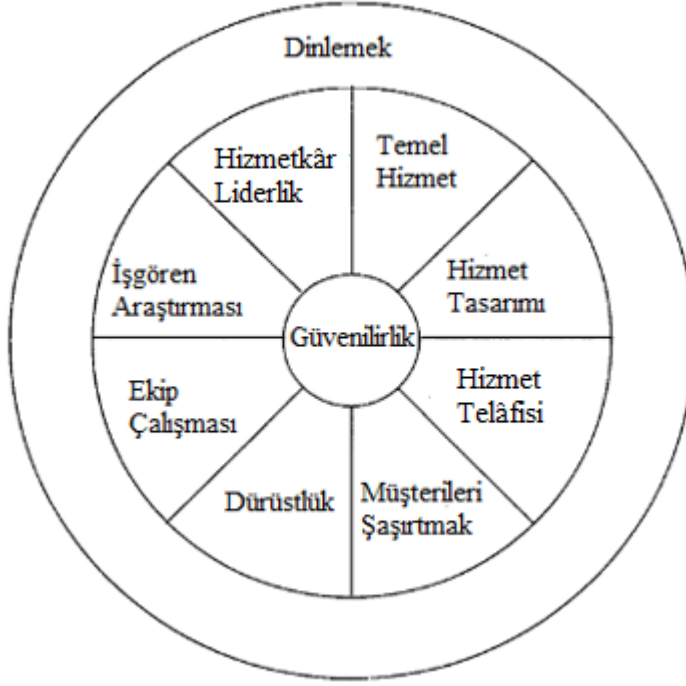 Dinlemek
Hizmetkâr
Liderlik
Temel
Hizmet
İşgören
Araştırması
Hizmet
Tasarımı
Güvenilirlik
Ekip
Çalışması
Hizmet
Telâfisi
Dürüstlük
Müşterileri
Şaşırtmak